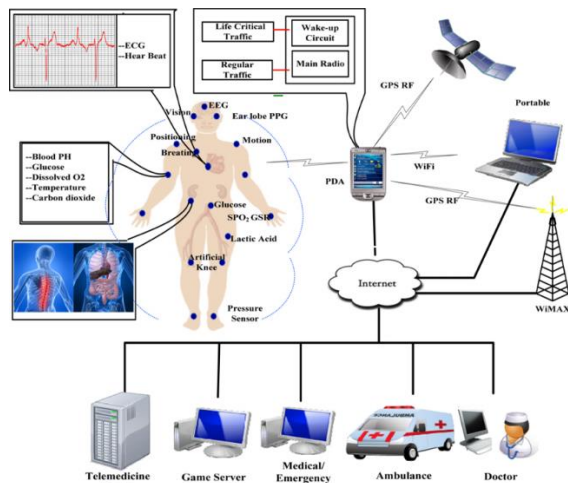 --ECG
--Hear Beat
Life Critical
Traffic
Wake-up
Circuit
Regular
Traffic
Main Radio
EEG
Vision
Ear lobe PPG
Positioning
Breating
Motion
--Blood PH
--Glucose
--Dissolved O2
--Temperature
--Carbon dioxide
Glucose
SPO2 GSR
Lactic Acid
Artificial
Knee
Pressure
Sensor
GPS RF
Portable
PDA
WiFi
GPS RF
Internet
WiMAX
Telemedicine
Game Server
Medical/
Emergency
AMBULANCE
Ambulance
Doctor